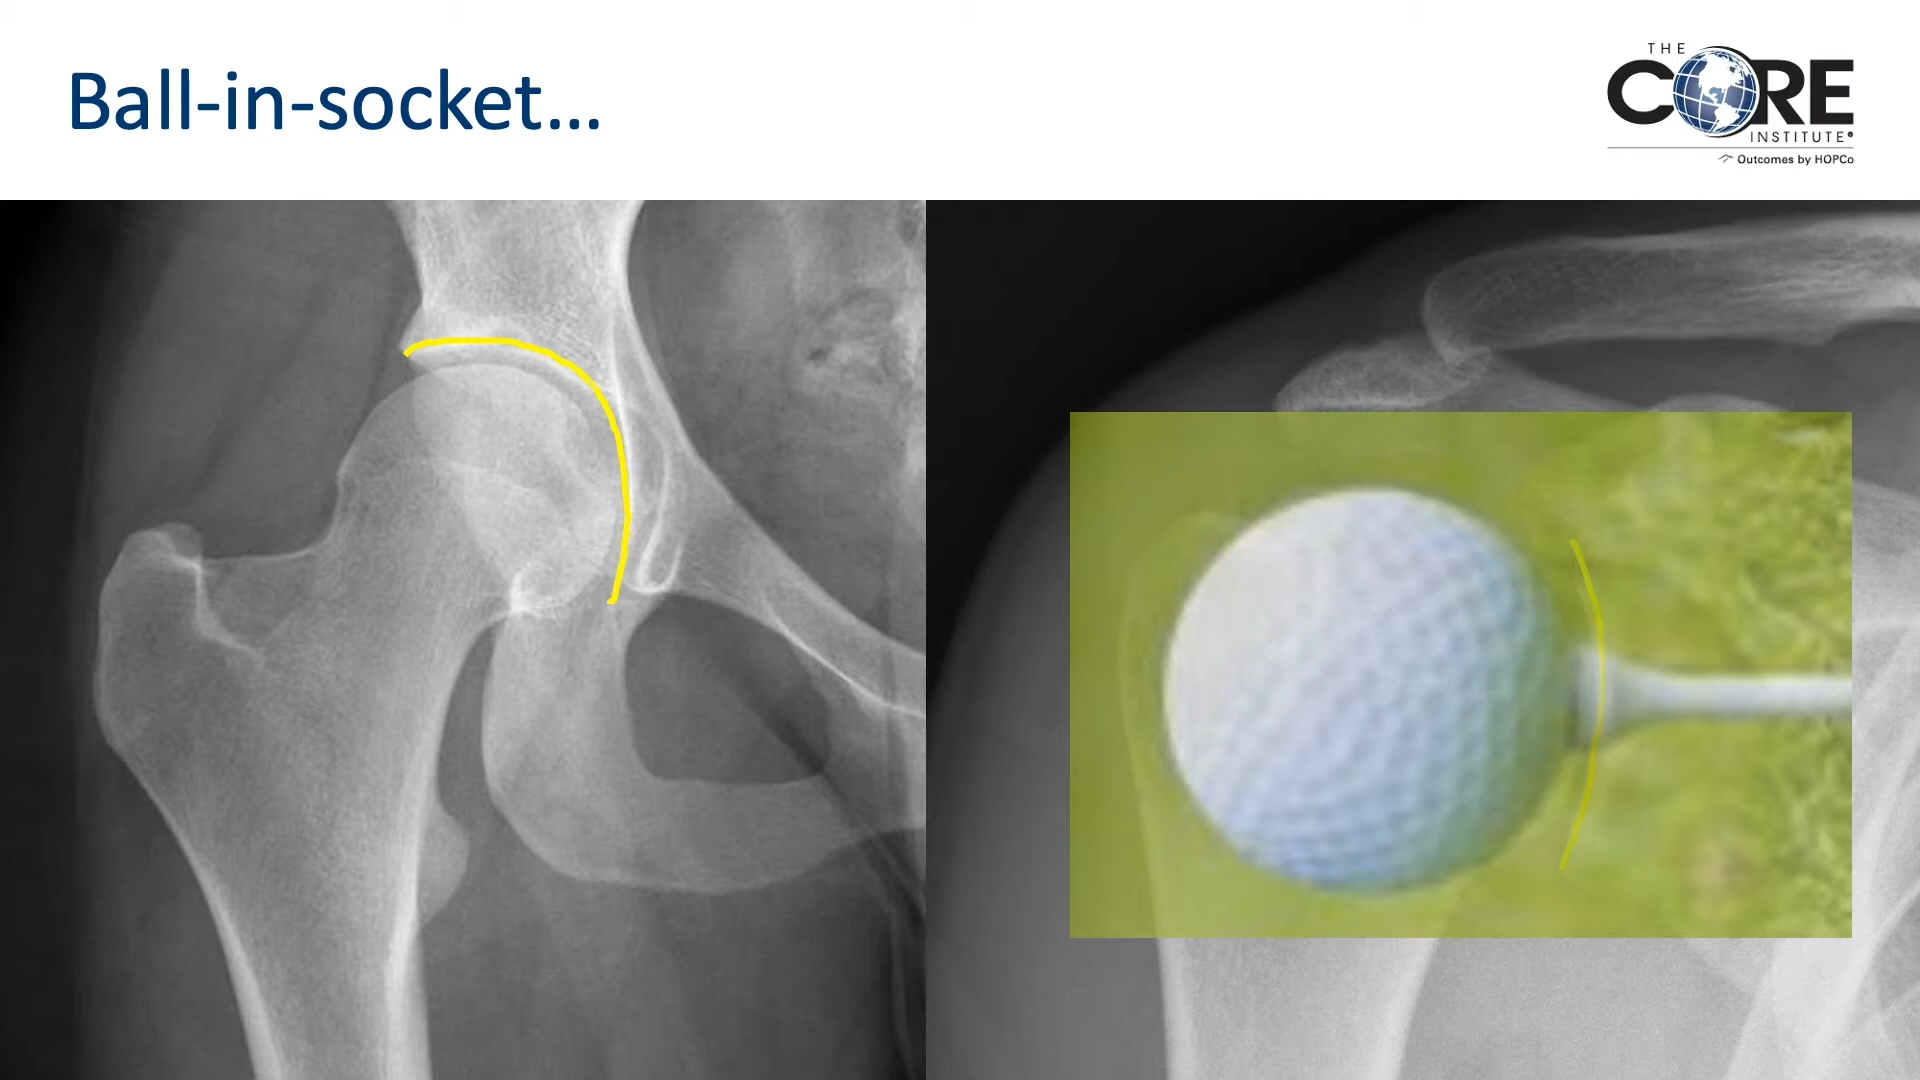 Ball-in-socket...
THE
CORE
INSTITUTE®
Outcomes by HOPCo